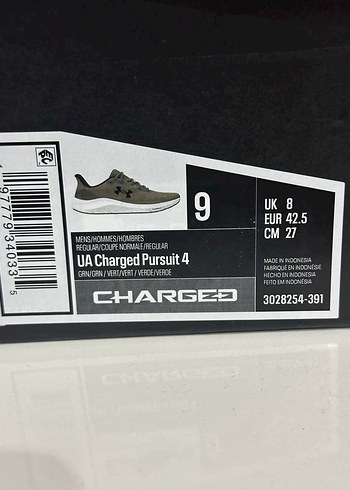 9
UK 8
EUR 42.5
CM 27
MENS/HOMMES/HOMBRES
REGULAR/COUPE NORMALE/REGULAR
UA Charged Pursuit 4
GRN/GRN / VERT/VERT / VERDE/VERDE
CHARGED
MADE IN INDONESIA
FABRIQUÉ EN INDONÉSIE
HECHO EN INDONESIA
FEITO EM INDONÉSIA
3028254-391